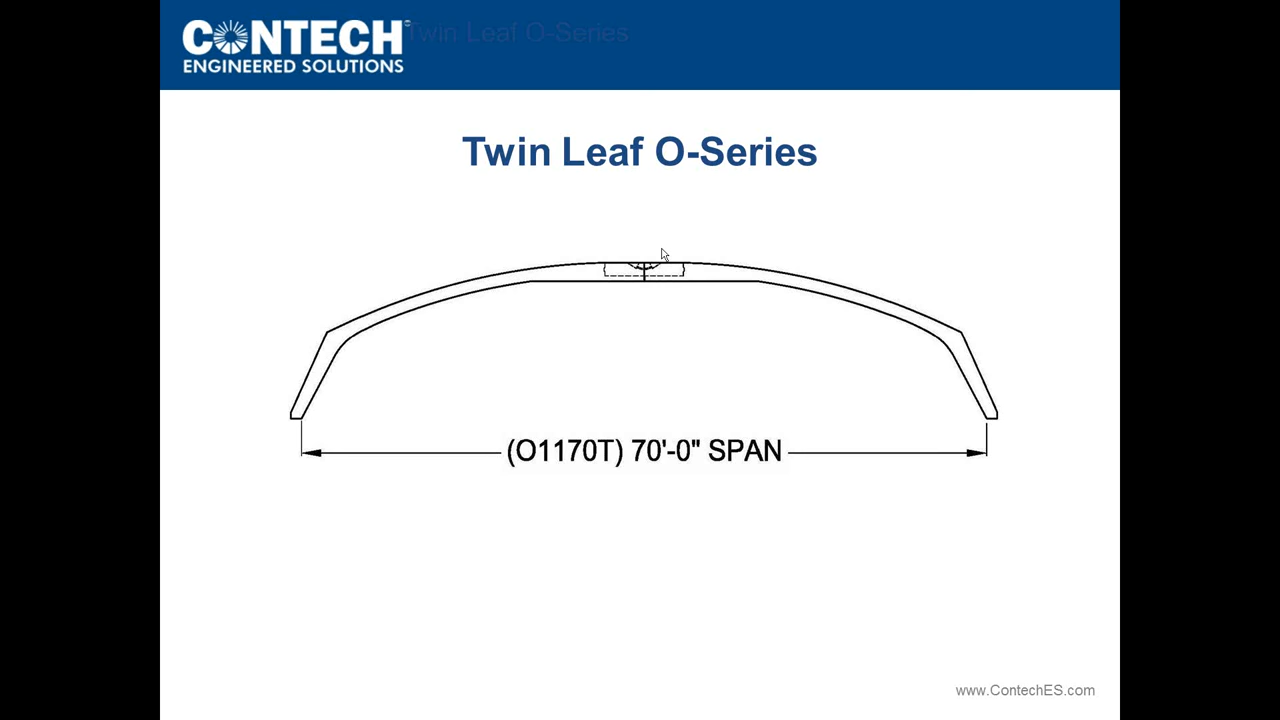 CONTECH
ENGINEERED SOLUTIONS
Twin Leaf O-Series
Twin Leaf O-Series
(O1170T) 70'-0" SPAN
www.ContechES.com